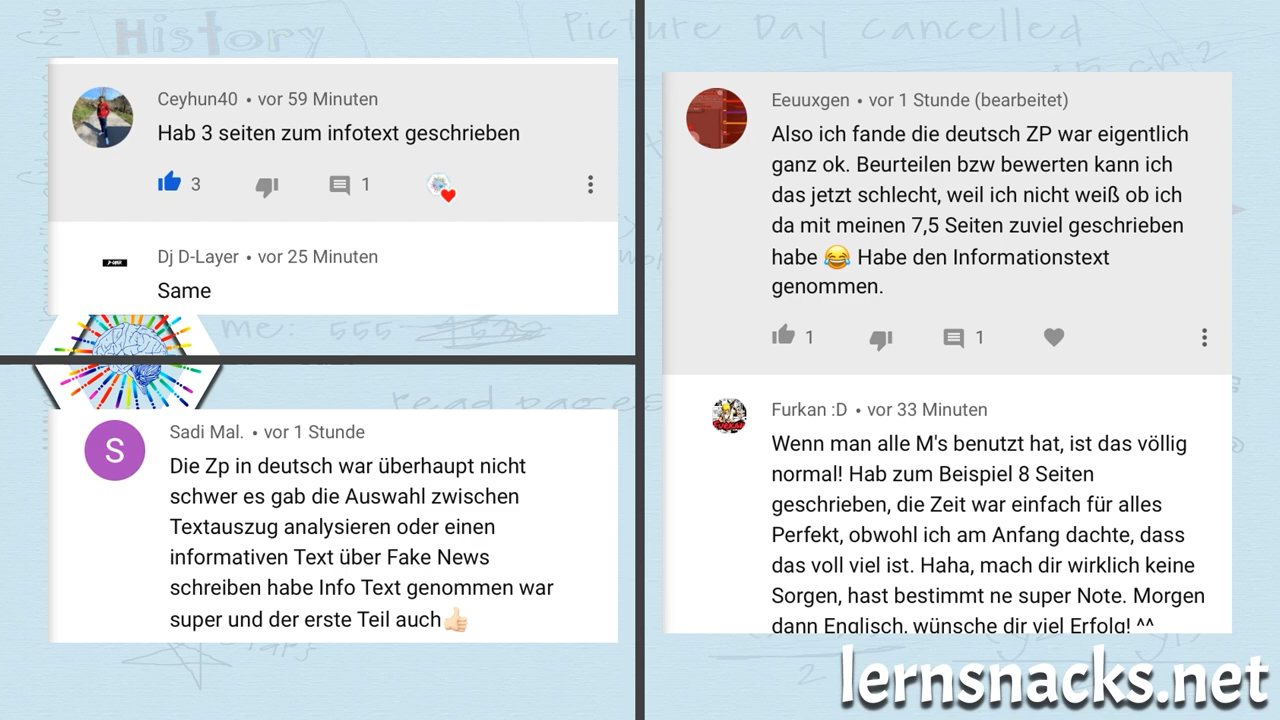 History
Picture Day Cancelled
Ceyhun40 • vor 59 Minuten
Hab 3 seiten zum infotext geschrieben
3
1
Dj D-Layer • vor 25 Minuten
Same
me: 555
read pages
S
Sadi Mal. • vor 1 Stunde
Die Zp in deutsch war überhaupt nicht
schwer es gab die Auswahl zwischen
Textauszug analysieren oder einen
informativen Text über Fake News
schreiben habe Info Text genommen war
super und der erste Teil auch👍🏻
Eeuuxgen • vor 1 Stunde (bearbeitet)
Also ich fande die deutsch ZP war eigentlich
ganz ok. Beurteilen bzw bewerten kann ich
das jetzt schlecht, weil ich nicht weiß ob ich
da mit meinen 7,5 Seiten zuviel geschrieben
habe 😂 Habe den Informationstext
genommen.
1
1
Furkan :D • vor 33 Minuten
Wenn man alle M's benutzt hat, ist das völlig
normal! Hab zum Beispiel 8 Seiten
geschrieben, die Zeit war einfach für alles
Perfekt, obwohl ich am Anfang dachte, dass
das voll viel ist. Haha, mach dir wirklich keine
Sorgen, hast bestimmt ne super Note. Morgen
dann Englisch, wünsche dir viel Erfolg! ^^
2
lernsnacks.net